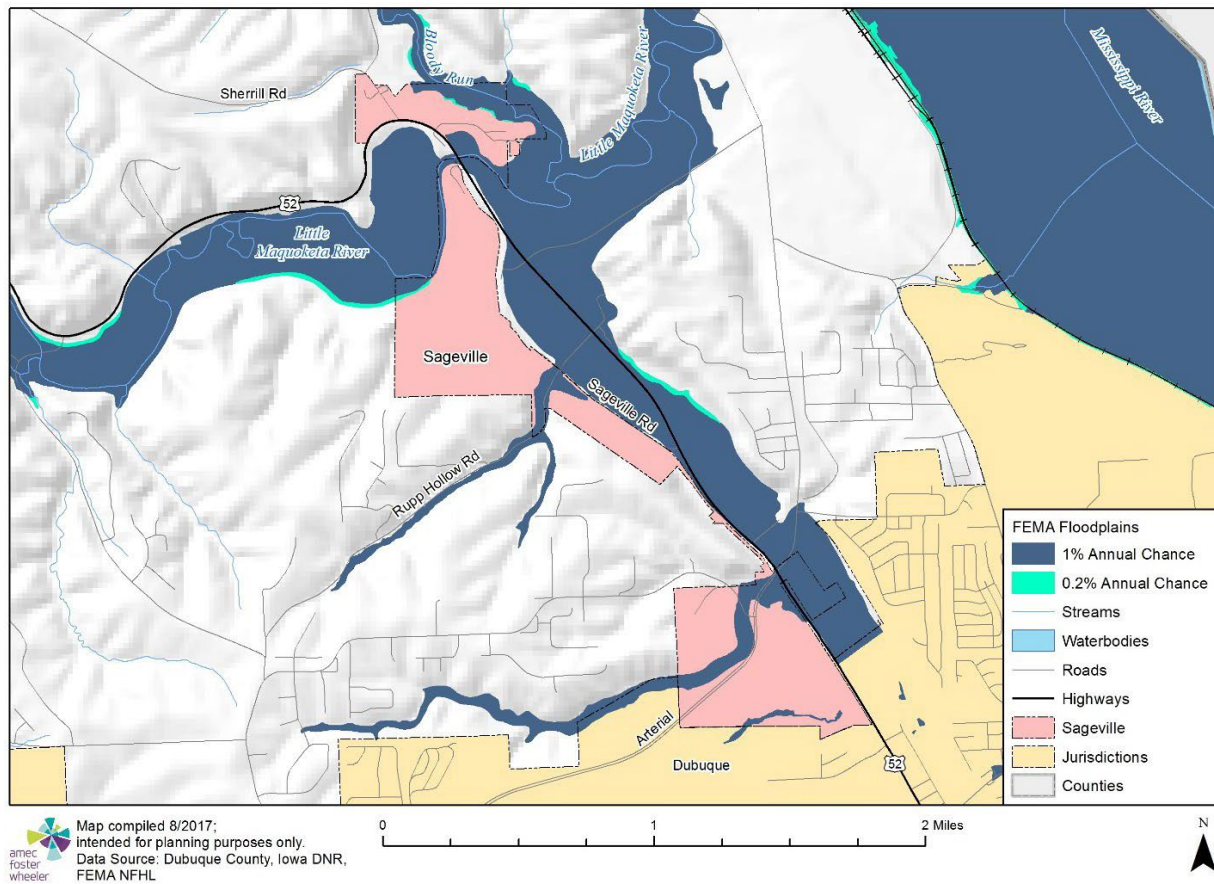 Bloody Run
Mississippi River
Sherrill Rd
Little Maquoketa River
52
Little
Maquoketa River
Sageville
Sageville Rd
Rupp Hollow Rd
Arterial
Dubuque
52
FEMA Floodplains
1% Annual Chance
0.2% Annual Chance
Streams
Waterbodies
Roads
Highways
Sageville
Jurisdictions
Counties
amec
foster
wheeler
Map compiled 8/2017;
intended for planning purposes only.
Data Source: Dubuque County, Iowa DNR,
FEMA NFHL
0
1
2 Miles
N